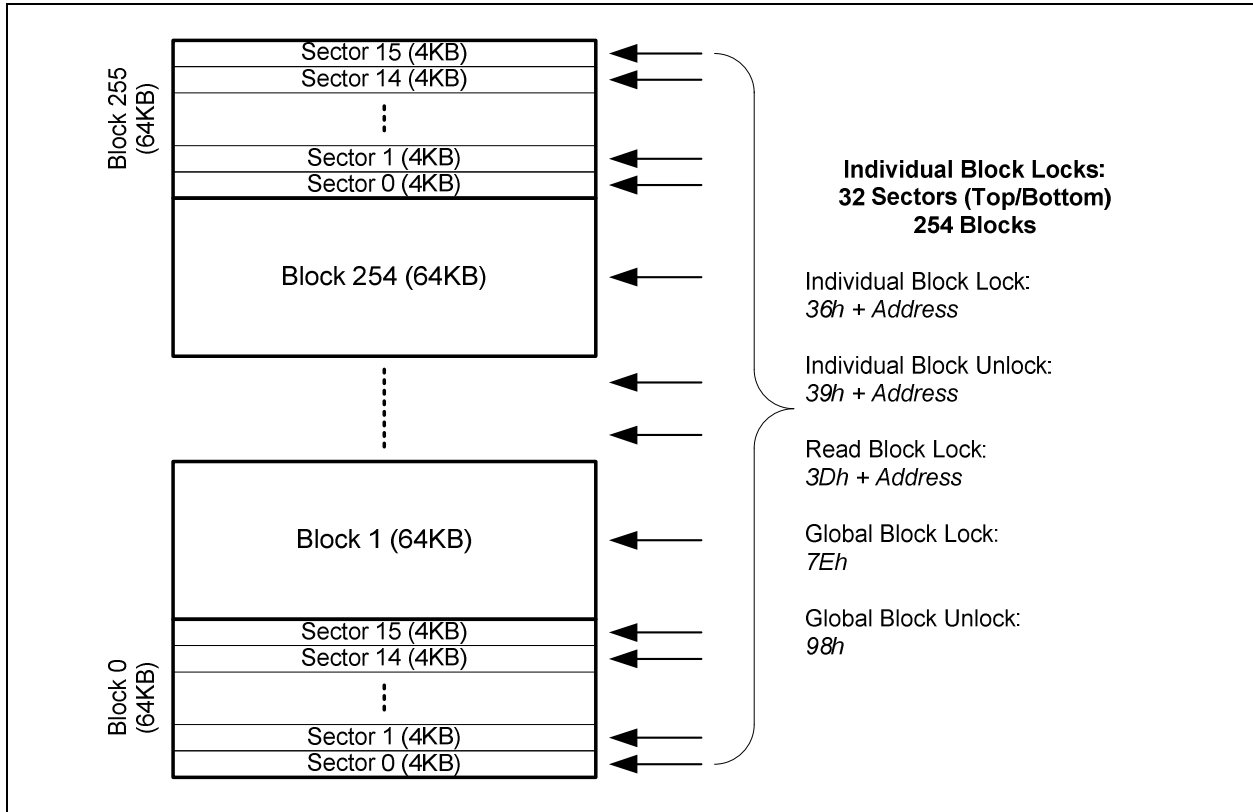 Block 255
(64KB)
Sector 15 (4KB)
Sector 14 (4KB)
Sector 1 (4KB)
Sector 0 (4KB)
Block 254 (64KB)
Block 1 (64KB)
Block 0
(64KB)
Sector 15 (4KB)
Sector 14 (4KB)
Sector 1 (4KB)
Sector 0 (4KB)
Individual Block Locks:
32 Sectors (Top/Bottom)
254 Blocks
Individual Block Lock:
36h + Address
Individual Block Unlock:
39h + Address
Read Block Lock:
3Dh + Address
Global Block Lock:
7Eh
Global Block Unlock:
98h